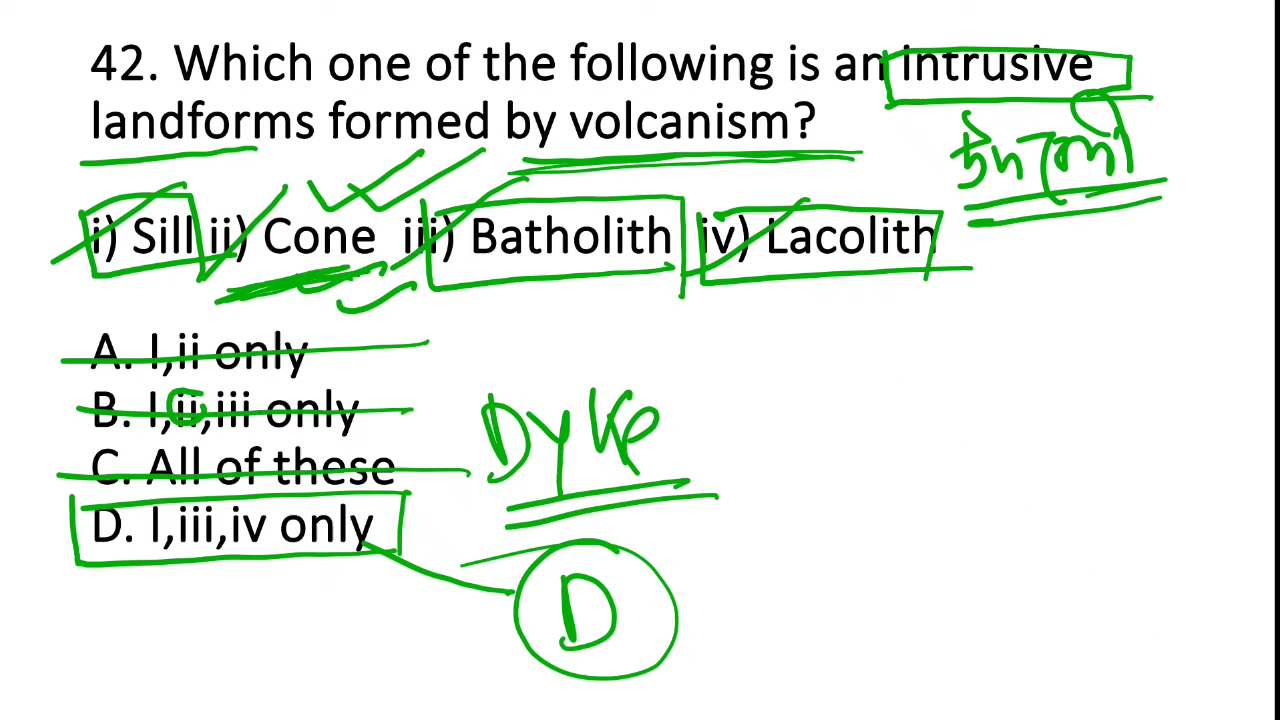 42. Which one of the following is an intrusive
landforms formed by volcanism?
i) Sill ii) Cone iii) Batholith iv) Lacolith
A. I,ii only
B. I,ii,iii only
C. All of these
D. I,iii,iv only
Dyke
D